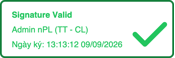 Signature Valid
Admin nPL (TT - CL)
Ngày ký: 13:13:12 09/09/2026